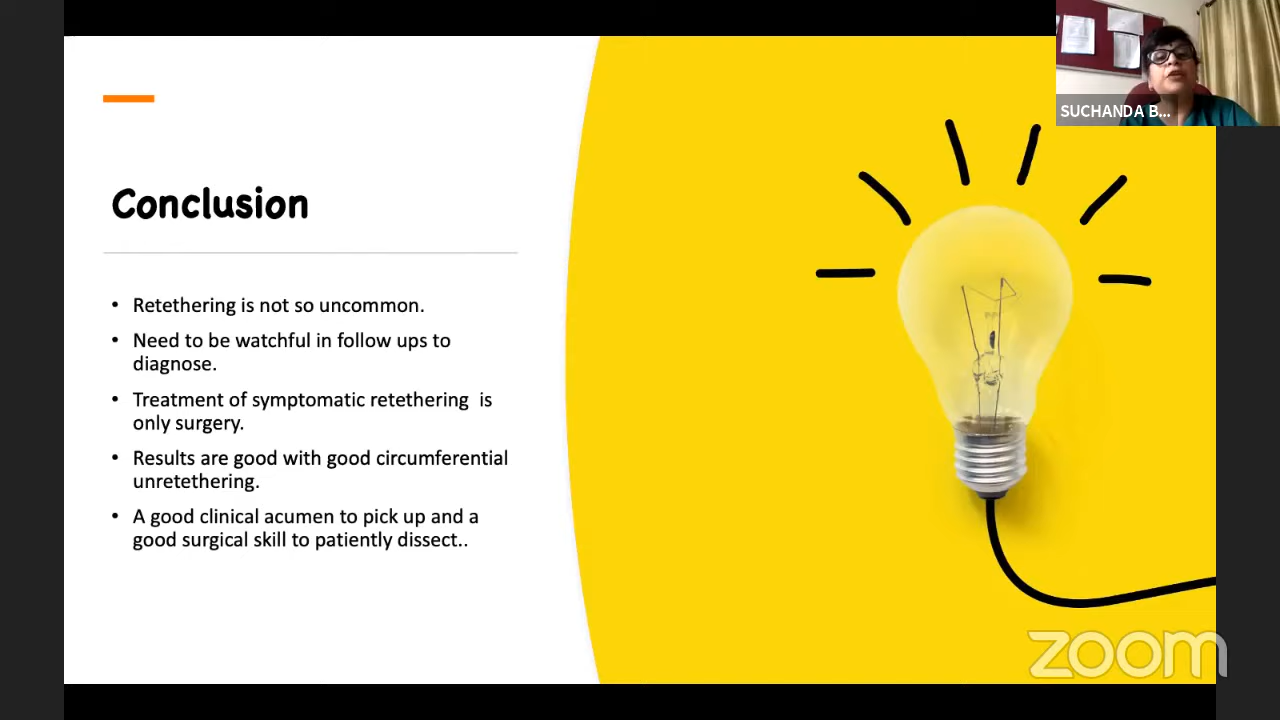 SUCHANDA B...
Conclusion
• Retethering is not so uncommon.
• Need to be watchful in follow ups to
diagnose.
• Treatment of symptomatic retethering  is
only surgery.
• Results are good with good circumferential
unretethering.
• A good clinical acumen to pick up and a
good surgical skill to patiently dissect..
zoom